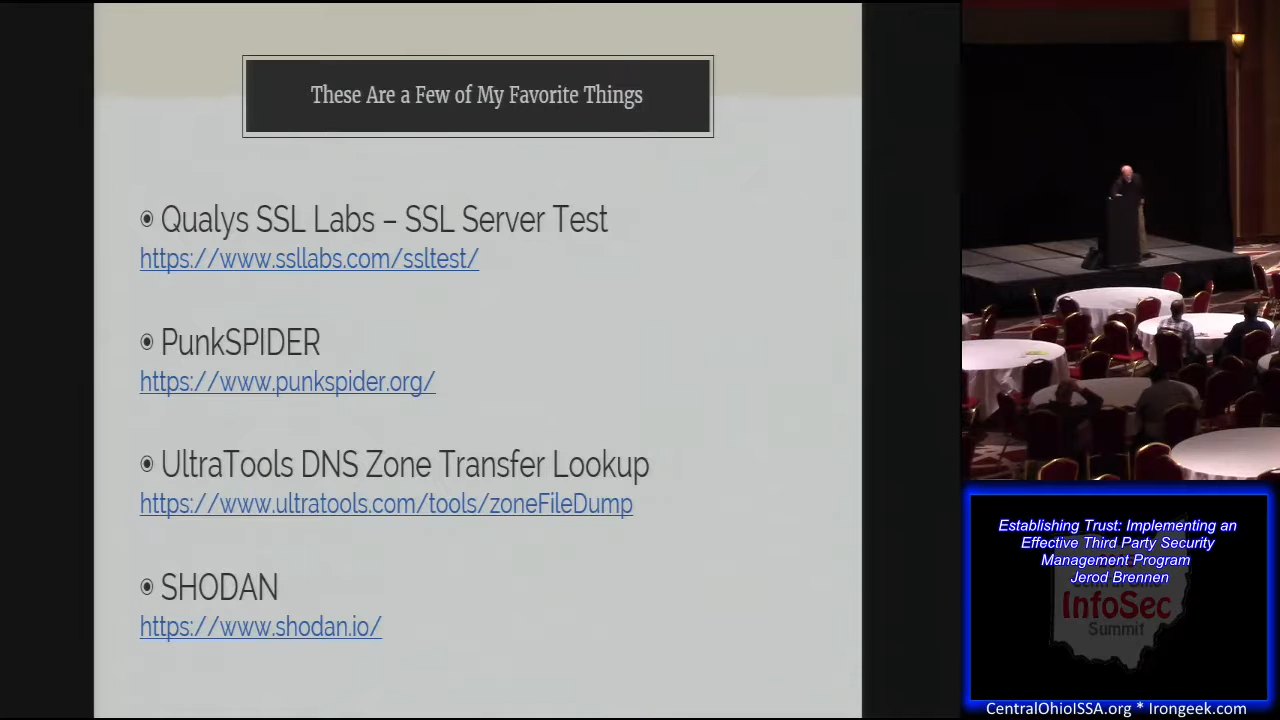 These Are a Few of My Favorite Things
Qualys SSL Labs – SSL Server Test
https://www.ssllabs.com/ssltest/
PunkSPIDER
https://www.punkspider.org/
UltraTools DNS Zone Transfer Lookup
https://www.ultratools.com/tools/zoneFileDump
SHODAN
https://www.shodan.io/
Establishing Trust: Implementing an
Effective Third Party Security
Management Program
Jerod Brennen
InfoSec
Summit
CentralOhioISSA.org * Irongeek.com